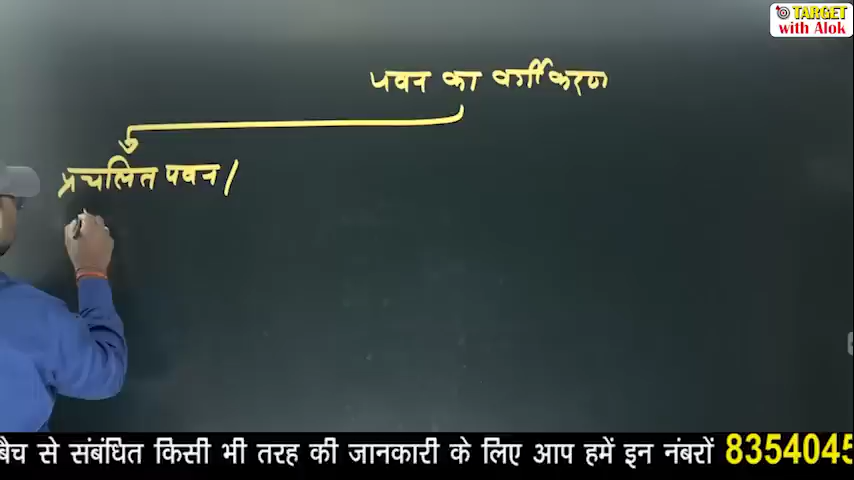 TARGET
with Alok
पवन का वर्गीकरण
प्रचलित पवन /
बैच से संबंधित किसी भी तरह की जानकारी के लिए आप हमें इन नंबरों 8354045